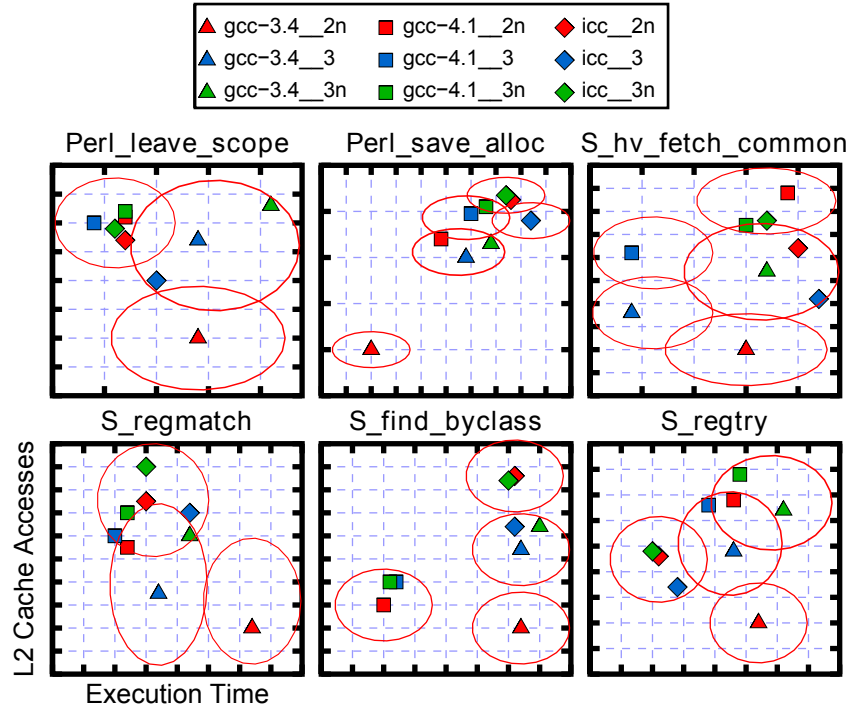 gcc−3.4__2n gcc−4.1__2n icc__2n
gcc−3.4__3 gcc−4.1__3 icc__3
gcc−3.4__3n gcc−4.1__3n icc__3n
Perl_leave_scope Perl_save_alloc S_hv_fetch_common
S_regmatch S_find_byclass S_regtry
L2 Cache Accesses
Execution Time